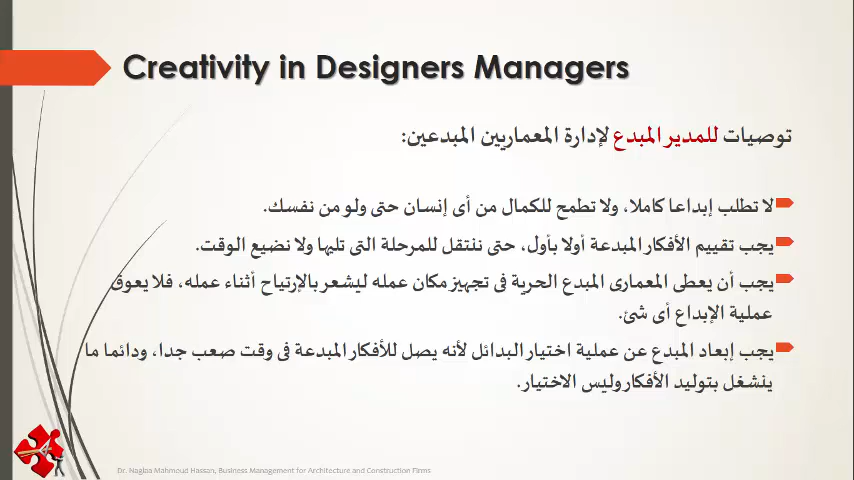 Creativity in Designers Managers
توصيات للمدير المبدع لإدارة المعماريين المبدعين:
لا تطلب إبداعا كاملا، ولا تطمح للكمال من أى إنسان حتى ولو من نفسك.
يجب تقييم الأفكار المبدعة أولا بأول، حتى ننتقل للمرحلة التى تليها ولا نضيع الوقت.
يجب أن يعطى المعمارى المبدع الحرية فى تجهيز مكان عمله ليشعر بالإرتياح أثناء عمله، فلا يعوق
عملية الإبداع أى شئ.
يجب إبعاد المبدع عن عملية اختيار البدائل لأنه يصل للأفكار المبدعة فى وقت صعب جدا، ودائما ما
ينشغل بتوليد الأفكار وليس الاختيار.
Dr. Naglaa Mahmoud Hassan, Business Management for Architecture and Construction Firms